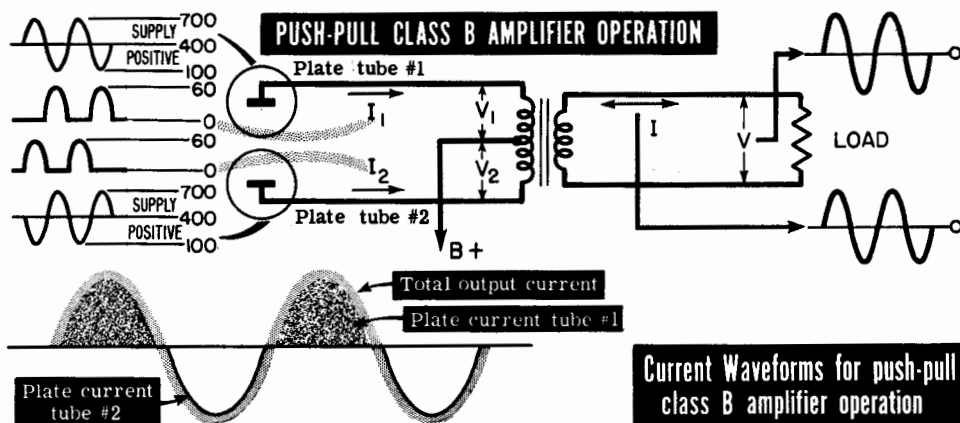 PUSH-PULL CLASS B AMPLIFIER OPERATION
700
SUPPLY
400
POSITIVE
100
60
0
60
0
700
SUPPLY
400
POSITIVE
100
Plate tube #1
I1
I2
Plate tube #2
V1
V2
B+
I
V
LOAD
0
0
Total output current
Plate current tube #1
Plate current
tube #2
Current Waveforms for push-pull
class B amplifier operation